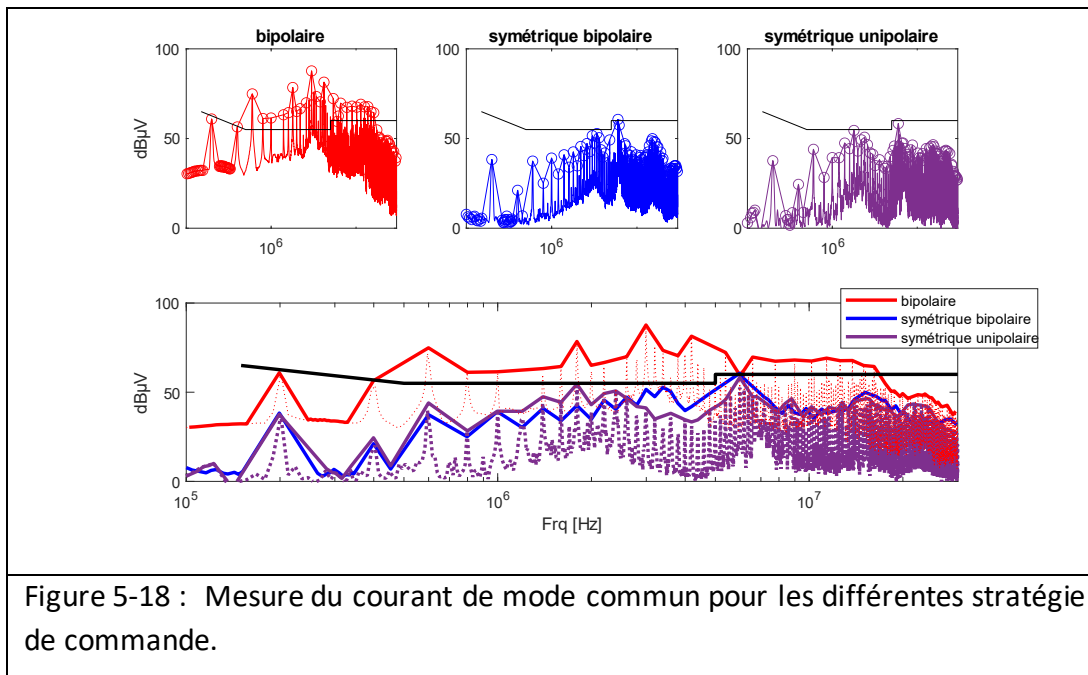 bipolaire
symétrique bipolaire
symétrique unipolaire
100
50
0
dBµV
10^6
100
50
0
10^6
100
50
0
10^6
100
50
0
dBµV
10^5
10^6
10^7
Frq [Hz]
bipolaire
symétrique bipolaire
symétrique unipolaire
Figure 5-18 : Mesure du courant de mode commun pour les différentes stratégie
de commande.